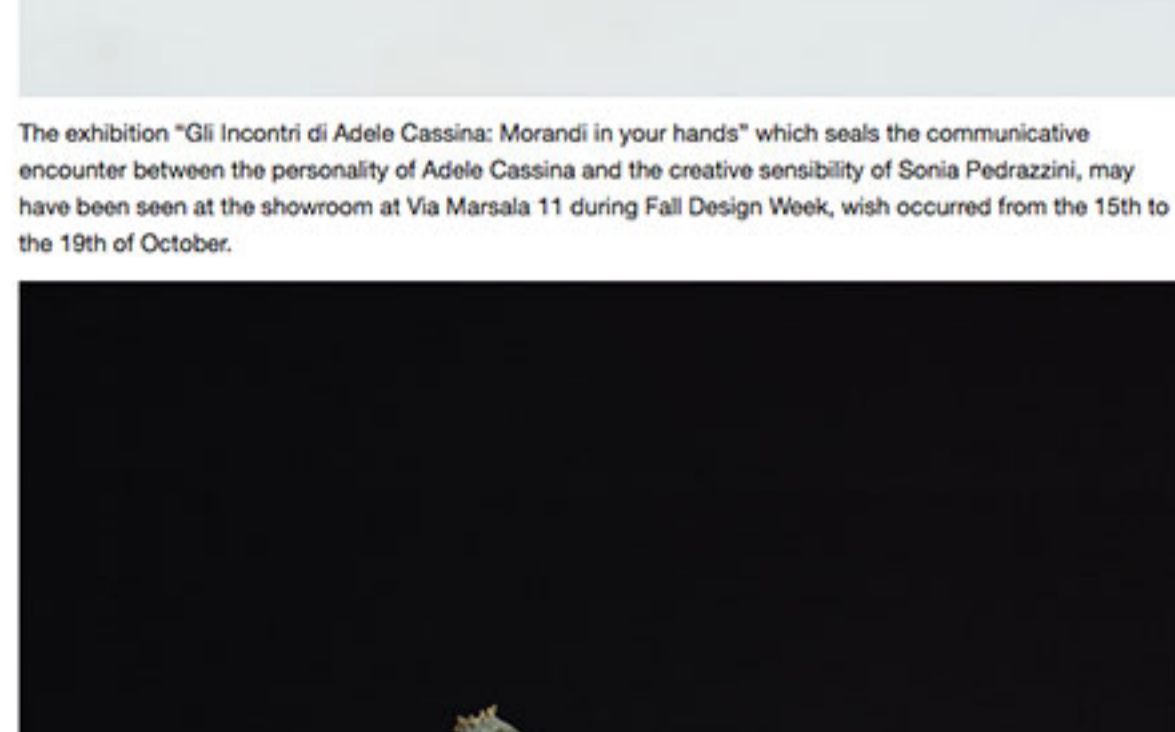 The exhibition “Gli Incontri di Adele Cassina: Morandi in your hands” which seals the communicative
encounter between the personality of Adele Cassina and the creative sensibility of Sonia Pedrazzini, may
have been seen at the showroom at Via Marsala 11 during Fall Design Week, wish occurred from the 15th to
the 19th of October.